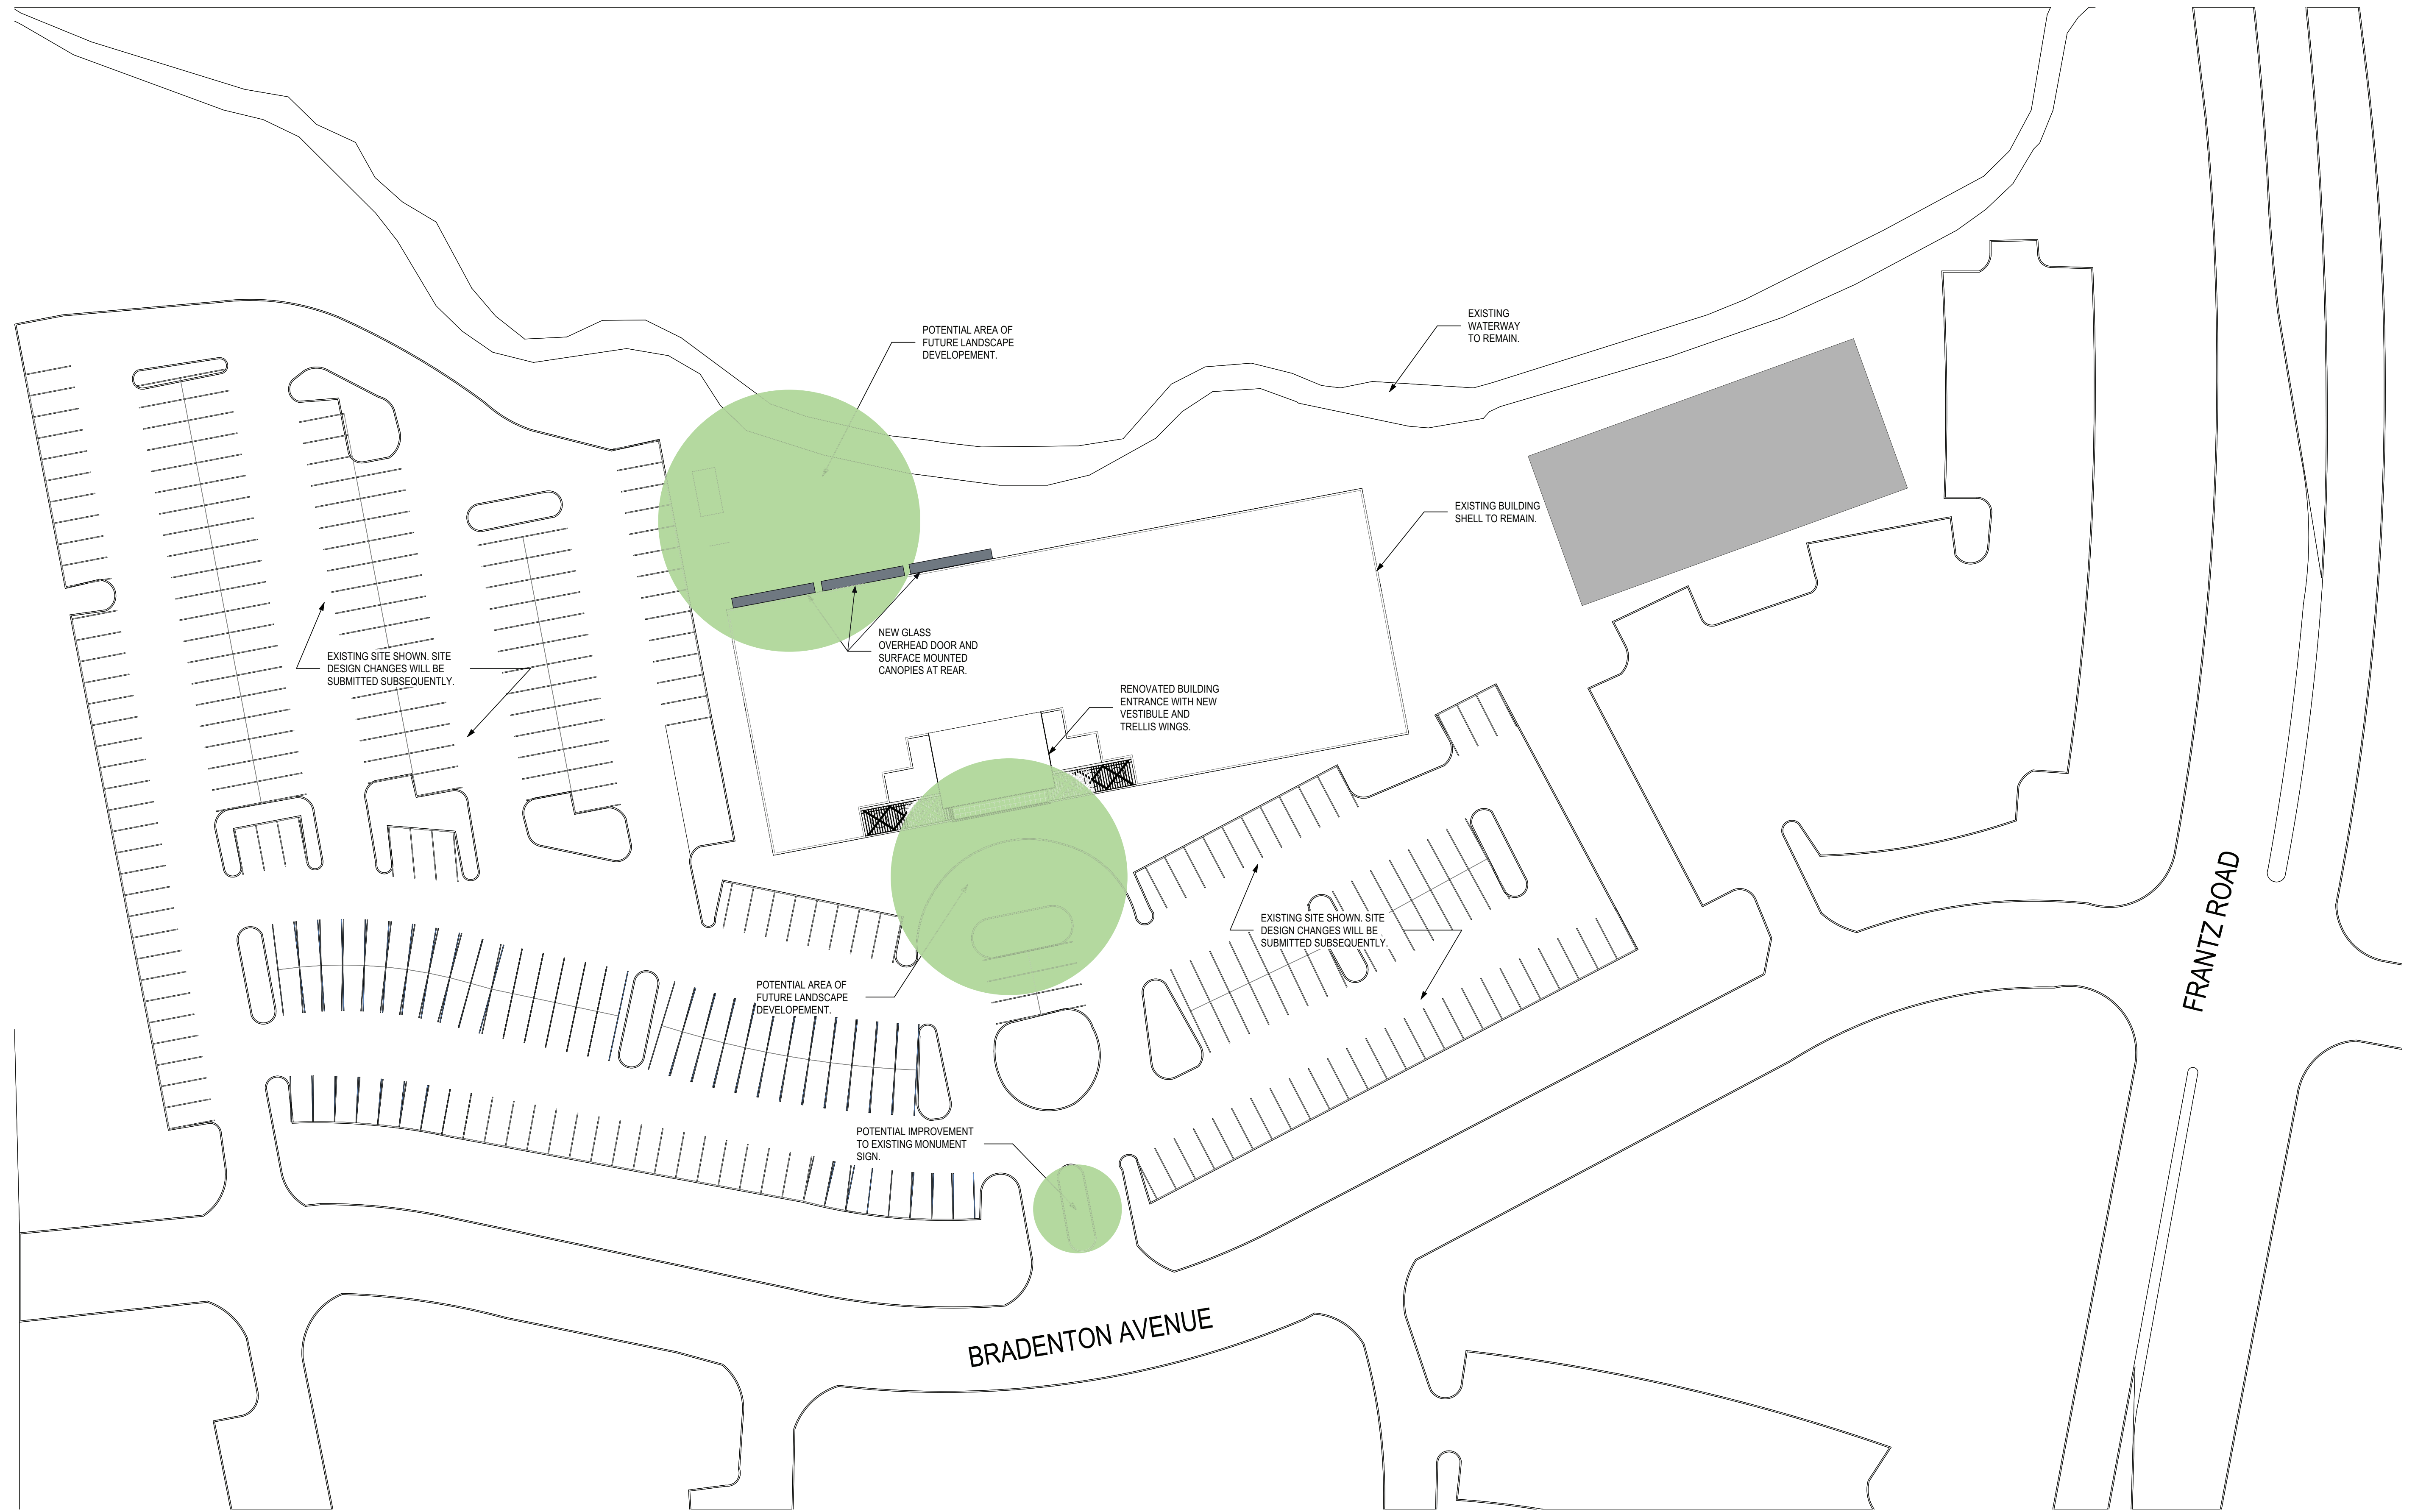 EXISTING
WATERWAY
TO REMAIN.
POTENTIAL AREA OF
FUTURE LANDSCAPE
DEVELOPEMENT.
EXISTING BUILDING
SHELL TO REMAIN.
NEW GLASS
OVERHEAD DOOR AND
SURFACE MOUNTED
CANOPIES AT REAR.
EXISTING SITE SHOWN. SITE
DESIGN CHANGES WILL BE
SUBMITTED SUBSEQUENTLY.
RENOVATED BUILDING
ENTRANCE WITH NEW
VESTIBULE AND
TRELLIS WINGS.
EXISTING SITE SHOWN. SITE
DESIGN CHANGES WILL BE
SUBMITTED SUBSEQUENTLY.
FRANTZ ROAD
POTENTIAL AREA OF
FUTURE LANDSCAPE
DEVELOPEMENT.
POTENTIAL IMPROVEMENT
TO EXISTING MONUMENT
SIGN.
BRADENTON AVENUE